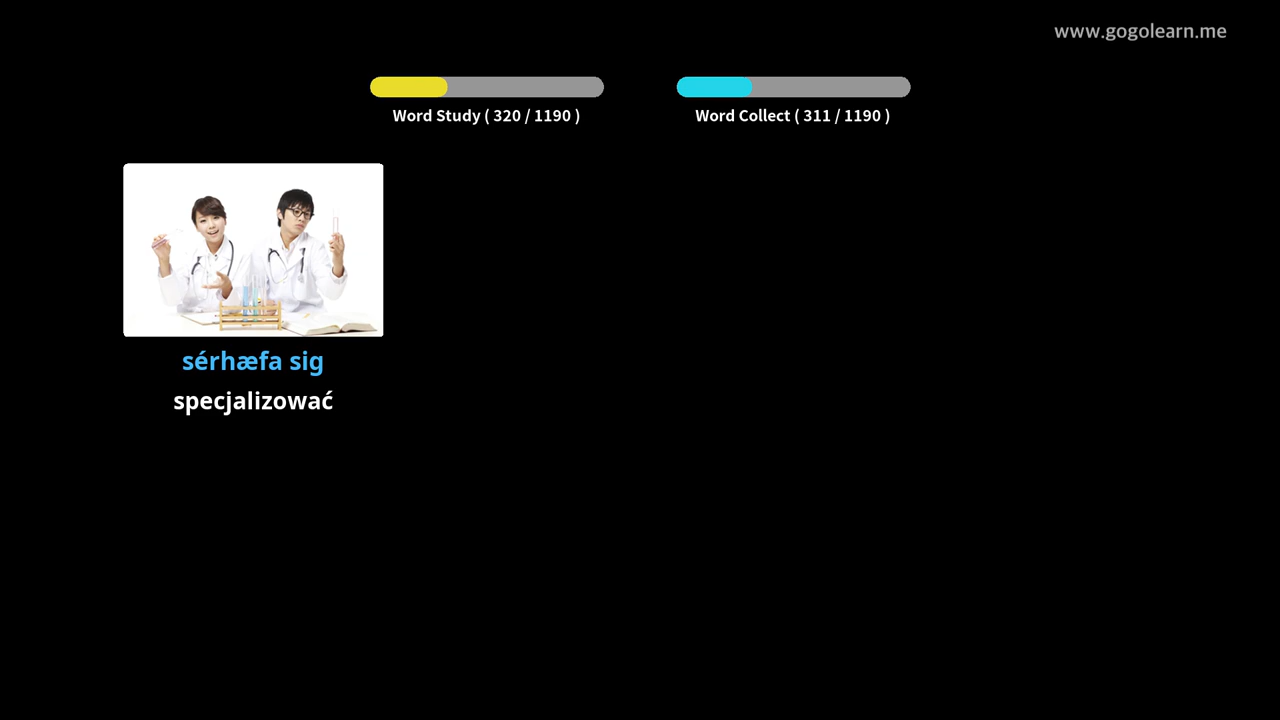 www.gogolearn.me
Word Study ( 320 / 1190 )
Word Collect ( 311 / 1190 )
sérhæfa sig
specjalizować